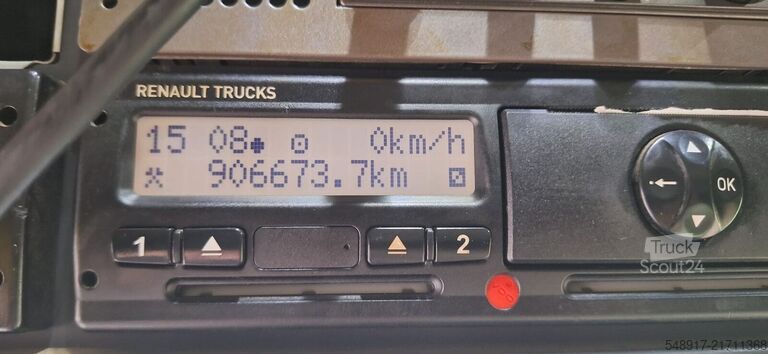 RENAULT TRUCKS
15 08 0km/h
906673.7km
1 2
OK
Truck
Scout24
548917-21711368